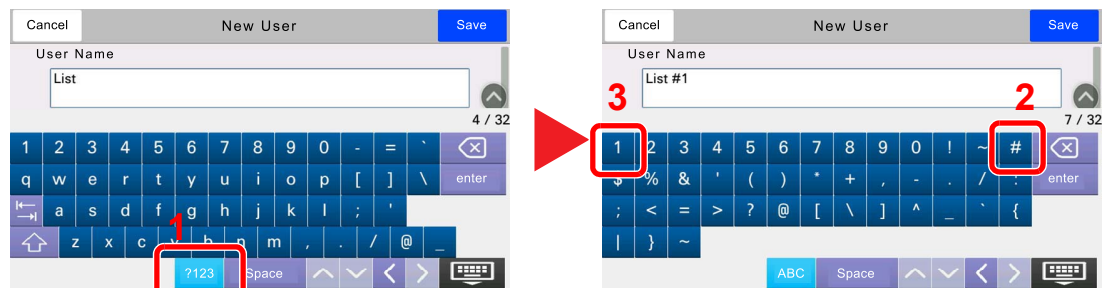 Cancel New User Save
User Name
List
4 / 32
1 2 3 4 5 6 7 8 9 0 - = `
q w e r t y u i o p [ ] \ enter
a s d f g h j k l ; '
1
z x c v b n m , . / @ _
?123 Space
Cancel New User Save
User Name
List #1
3 2
7 / 32
1 2 3 4 5 6 7 8 9 0 ! ~ #
$ % & ' ( ) * + , - . / : enter
; < = > ? @ [ \ ] ^ _ ` {
| } ~
ABC Space